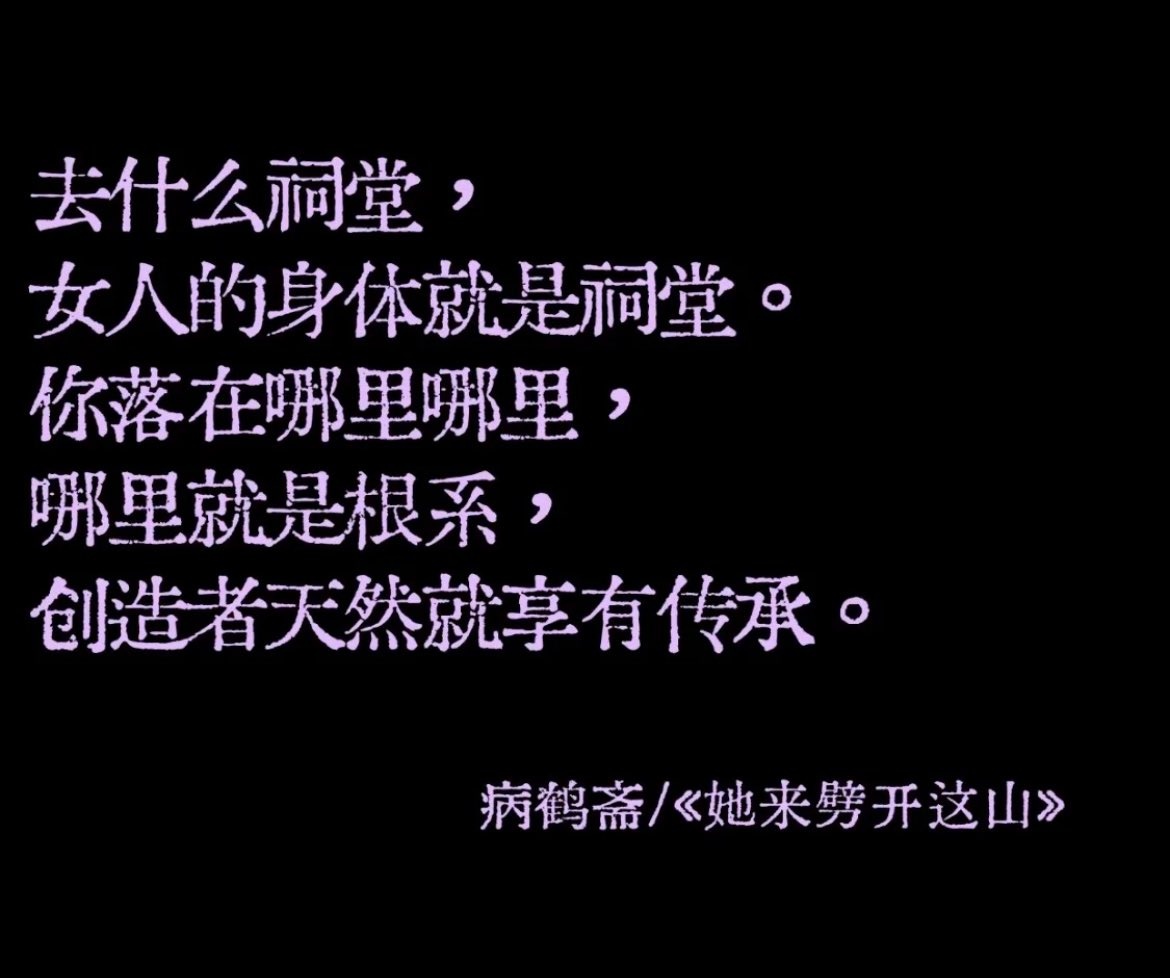 去什么祠堂，
女人的身体就是祠堂。
你落在哪里哪里，
哪里就是根系，
创造者天然就享有传承。
病鹤斋/《她来劈开这山》